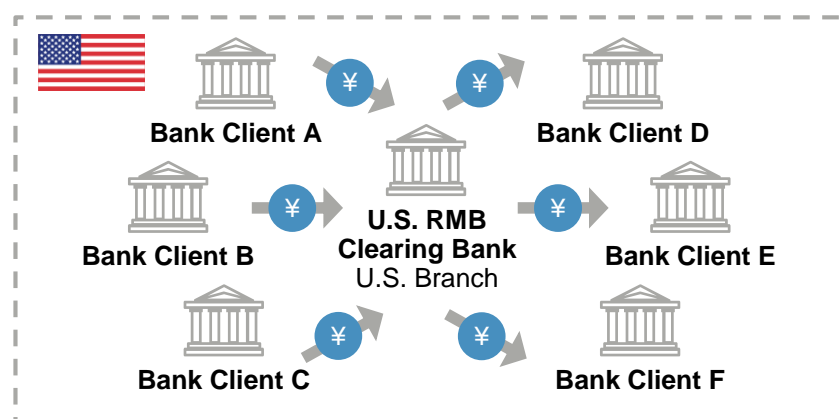 ¥
¥
Bank Client A
Bank Client D
¥
¥
U.S. RMB
Clearing Bank
U.S. Branch
Bank Client B
Bank Client E
¥
¥
Bank Client C
Bank Client F